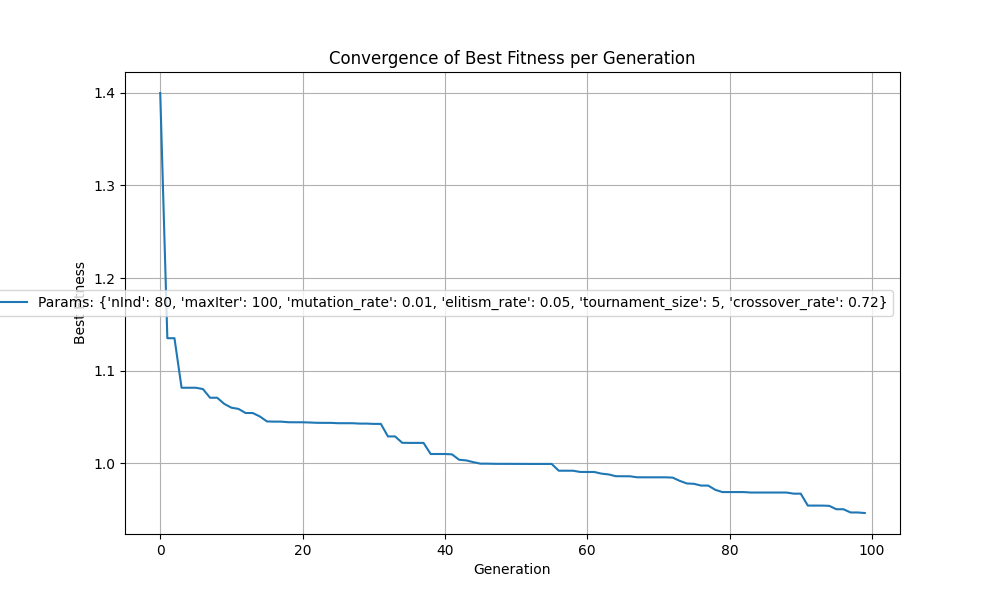 Convergence of Best Fitness per Generation
1.4
1.3
1.2
1.1
1.0
Best
ness
Params: {'nInd': 80, 'maxIter': 100, 'mutation_rate': 0.01, 'elitism_rate': 0.05, 'tournament_size': 5, 'crossover_rate': 0.72}
0 20 40 60 80 100
Generation